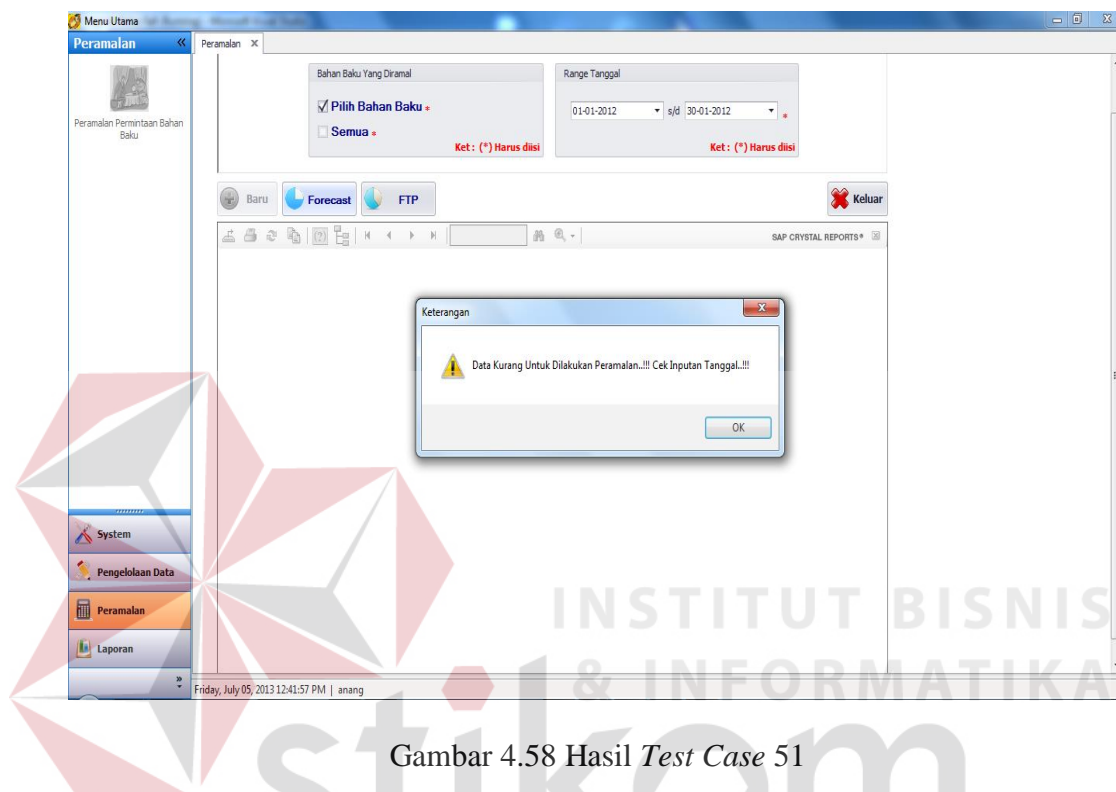 Menu Utama
Peramalan «
Peramalan X
Peramalan Permintaan Bahan
Baku
Bahan Baku Yang Diramal
Pilih Bahan Baku *
Semua *
Ket : (*) Harus diisi
Range Tanggal
01-01-2012 s/d 30-01-2012 *
Ket : (*) Harus diisi
Baru
Forecast
FTP
Keluar
SAP CRYSTAL REPORTS®
Keterangan
Data Kurang Untuk Dilakukan Peramalan..!!! Cek Inputan Tanggal..!!!
OK
System
Pengelolaan Data
Peramalan
Laporan
»
Friday, July 05, 2013 12:41:57 PM | anang
INSTITUT BISNIS
& INFORMATIKA
stikom
Gambar 4.58 Hasil Test Case 51